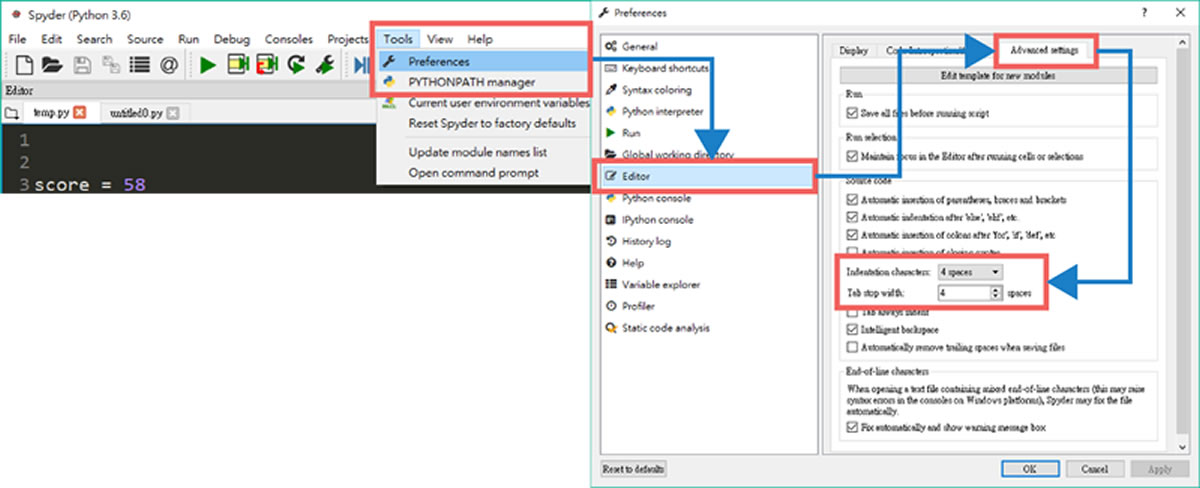 Spyder (Python 3.6)
File Edit Search Source Run Debug Consoles Projects Tools View Help
Preferences
PYTHONPATH manager
Current user environment variables
Reset Spyder to factory defaults
Update module names list
Open command prompt
Editor
temp.py untitled0.py
1
2
3 score = 58
Preferences
General
Keyboard shortcuts
Syntax coloring
Python interpreter
Run
Global working directory
Editor
Python console
IPython console
History log
Help
Variable explorer
Profiler
Static code analysis
Reset to defaults
Display Advanced settings
Edit template for new modules
Run
Save all files before running script
Run selection
Maintain focus in the Editor after running cells or selections
Source code
Automatic insertion of parentheses, braces and brackets
Automatic indentation after 'else', 'elif', etc.
Automatic insertion of colons after 'for', 'if', 'def', etc
Automatic insertion of closing quotes
Indentation characters: 4 spaces
Tab stop width: 4 spaces
Tab always indent
Intelligent backspace
Automatically remove trailing spaces when saving files
End-of-line characters
When opening a text file containing mixed end-of-line characters (this may raise
syntax errors in the consoles on Windows platforms), Spyder may fix the file
automatically.
Fix automatically and show warning message box
OK Cancel Apply